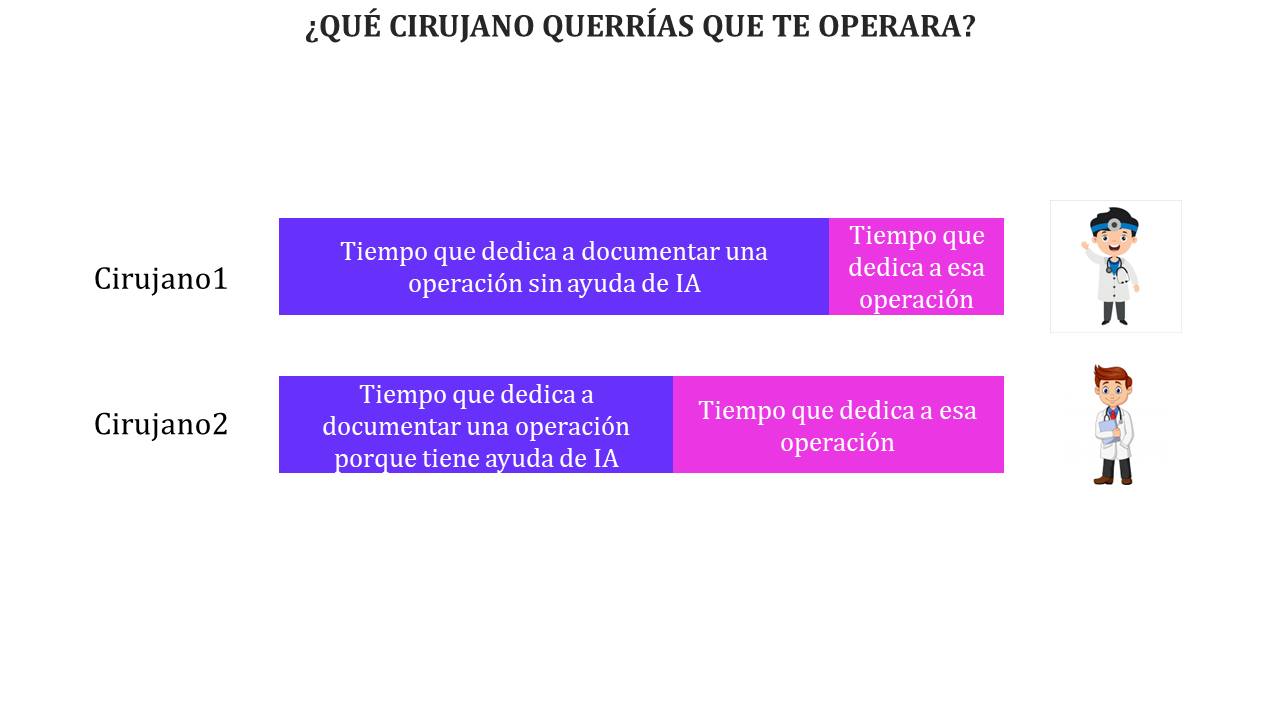 ¿QUÉ CIRUJANO QUERRÍAS QUE TE OPERARA?
Cirujano1
Tiempo que dedica a documentar una
operación sin ayuda de IA
Tiempo que
dedica a esa
operación
Cirujano2
Tiempo que dedica a
documentar una operación
porque tiene ayuda de IA
Tiempo que dedica a esa
operación